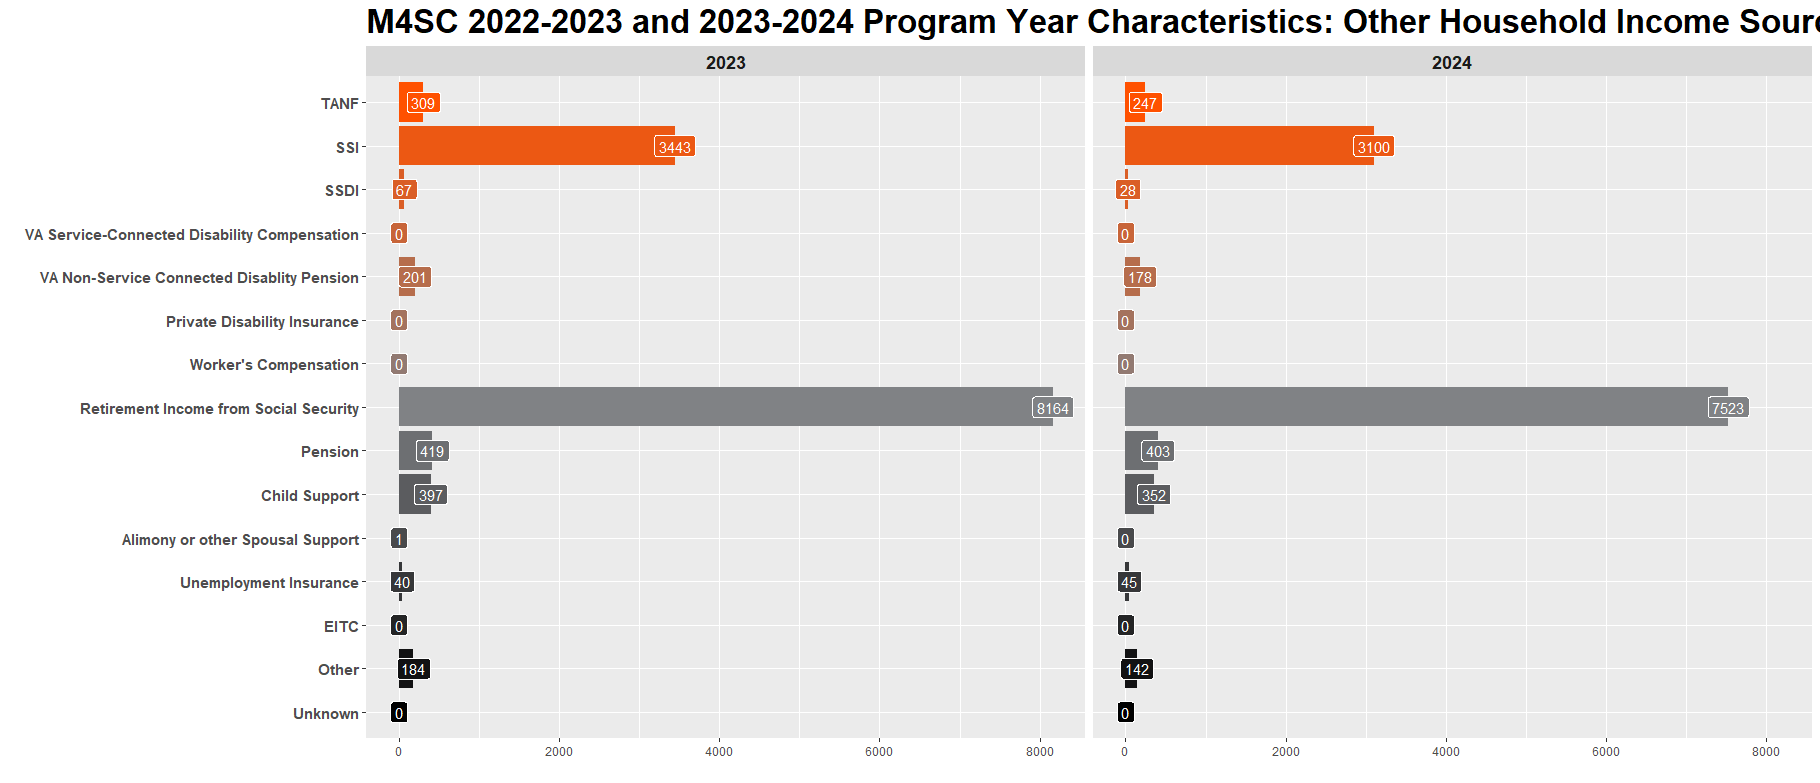 M4SC 2022-2023 and 2023-2024 Program Year Characteristics: Other Household Income Sour
2023
2024
TANF 309 247
SSI 3443 3100
SSDI 67 28
VA Service-Connected Disability Compensation 0 0
VA Non-Service Connected Disablity Pension 201 178
Private Disability Insurance 0 0
Worker's Compensation 0 0
Retirement Income from Social Security 8164 7523
Pension 419 403
Child Support 397 352
Alimony or other Spousal Support 1 0
Unemployment Insurance 40 45
EITC 0 0
Other 184 142
Unknown 0 0
0 2000 4000 6000 8000
0 2000 4000 6000 8000